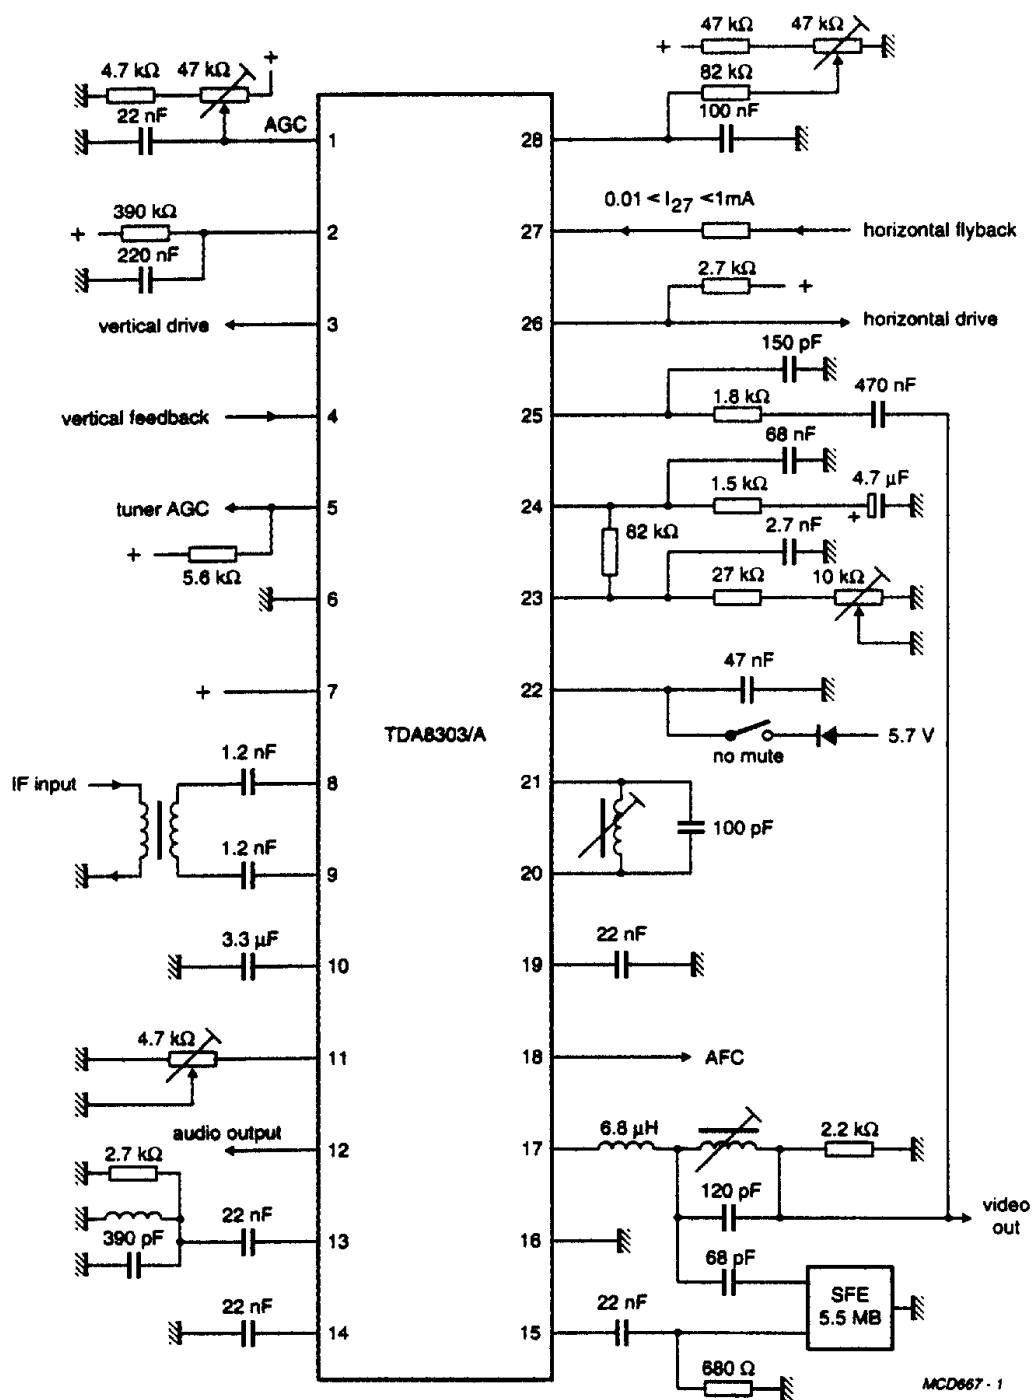 47 kΩ 47 kΩ
+
82 kΩ
100 nF
4.7 kΩ 47 kΩ +
22 nF
AGC
1
28
0.01 < I27 <1mA
390 kΩ
+
220 nF
2
27
horizontal flyback
2.7 kΩ
+
vertical drive
3
26
horizontal drive
150 pF
470 nF
vertical feedback
4
25
1.8 kΩ
68 nF
tuner AGC
5
24
1.5 kΩ
4.7 µF
+
82 kΩ
2.7 nF
+
5.6 kΩ
6
23
27 kΩ
10 kΩ
47 nF
+
7
22
TDA8303/A
no mute
5.7 V
1.2 nF
IF input
8
21
100 pF
1.2 nF
9
20
3.3 µF
10
22 nF
19
4.7 kΩ
11
18
AFC
audio output
12
17
6.8 µH
2.2 kΩ
2.7 kΩ
120 pF
video
out
390 pF
22 nF
13
16
68 pF
SFE
5.5 MB
22 nF
14
22 nF
15
680 Ω
MCD667 - 1